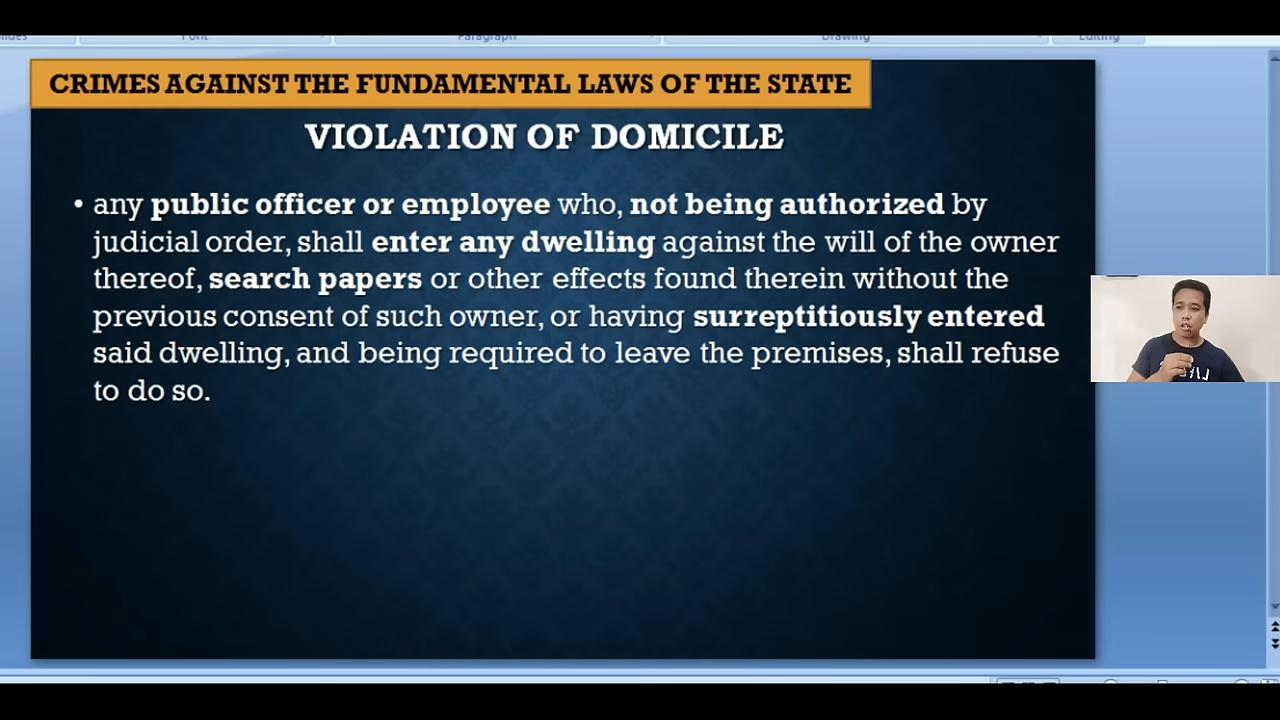 Font
Paragraph
Drawing
Editing
CRIMES AGAINST THE FUNDAMENTAL LAWS OF THE STATE
VIOLATION OF DOMICILE
• any public officer or employee who, not being authorized by
judicial order, shall enter any dwelling against the will of the owner
thereof, search papers or other effects found therein without the
previous consent of such owner, or having surreptitiously entered
said dwelling, and being required to leave the premises, shall refuse
to do so.